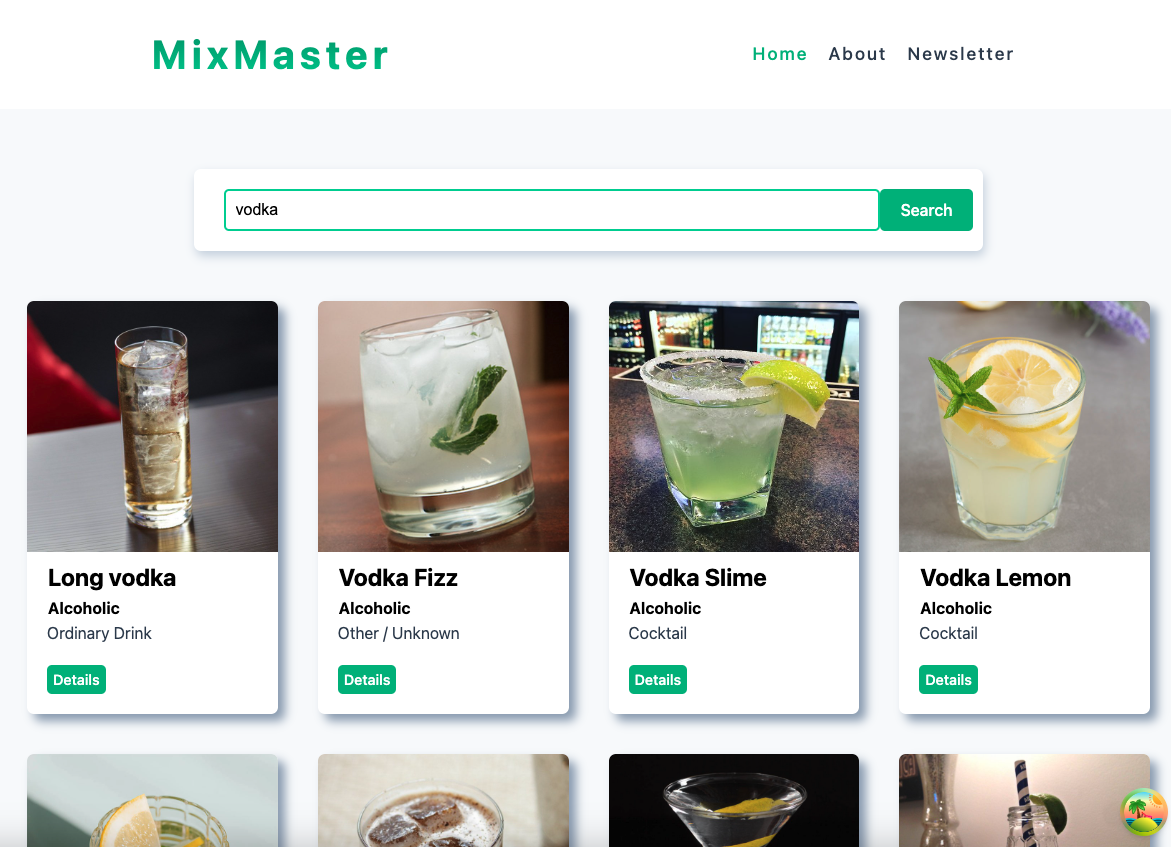 MixMaster
Home About Newsletter
vodka Search
Long vodka
Alcoholic
Ordinary Drink
Details
Vodka Fizz
Alcoholic
Other / Unknown
Details
Vodka Slime
Alcoholic
Cocktail
Details
Vodka Lemon
Alcoholic
Cocktail
Details